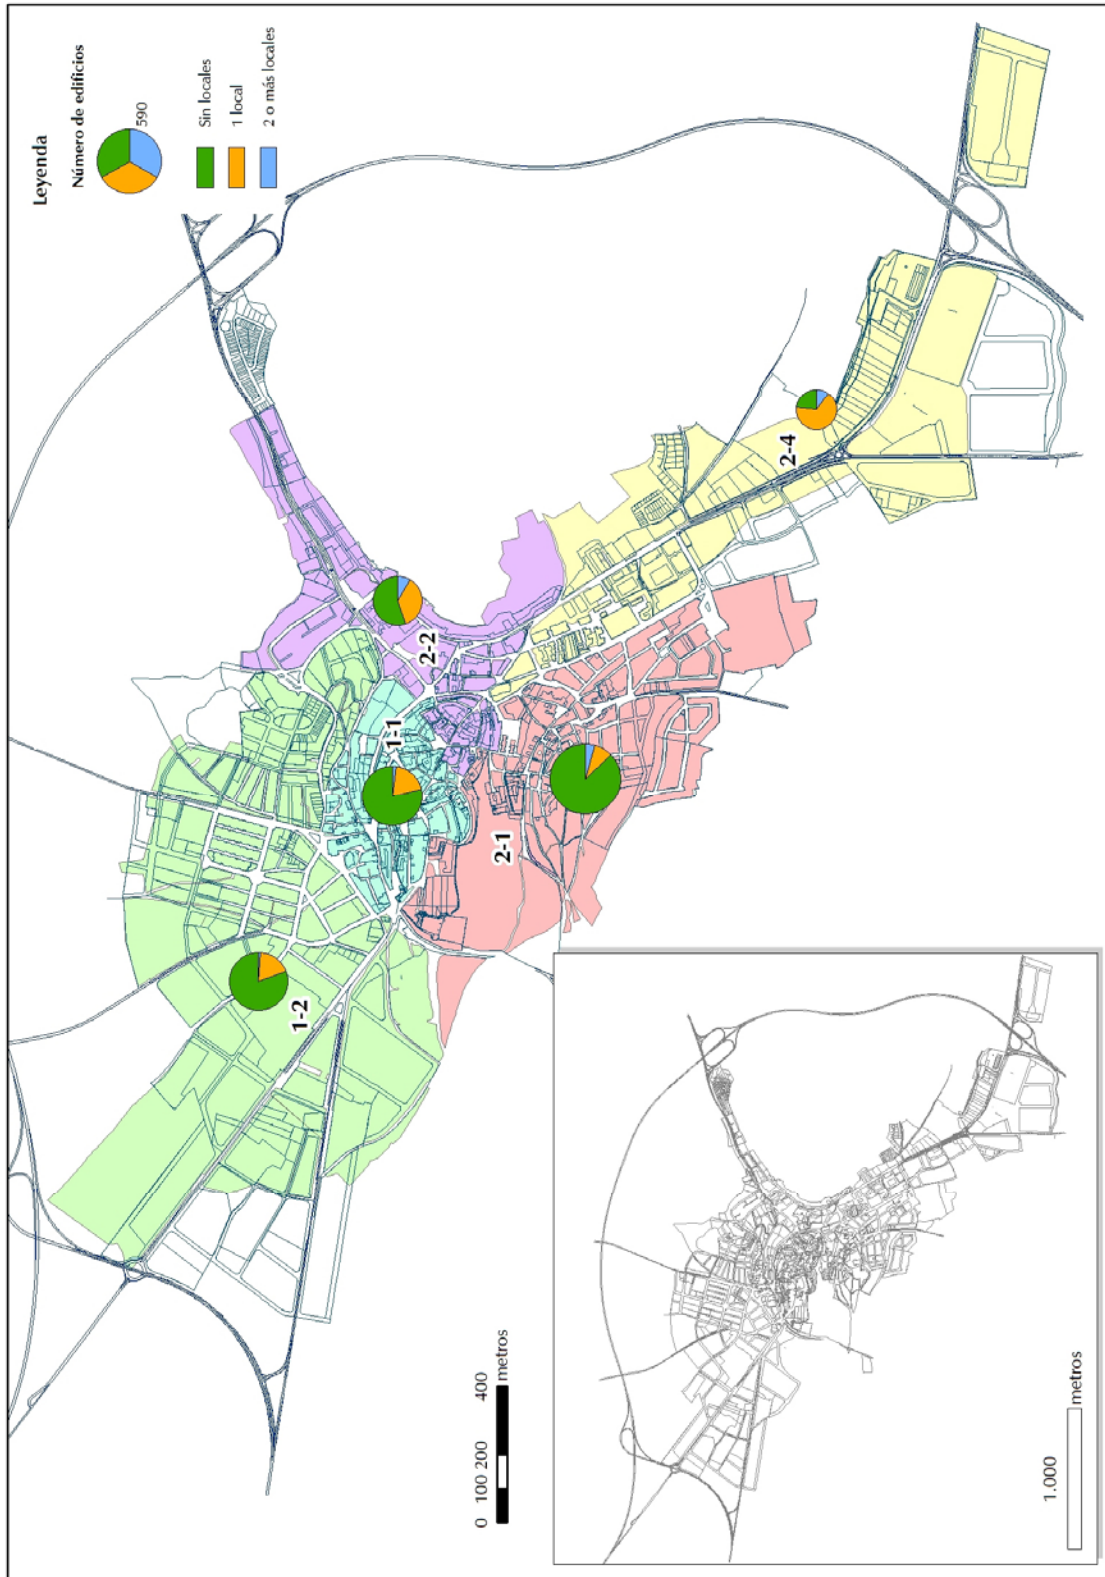 Leyenda
Número de edificios
590
Sin locales
1 local
2 o más locales
1-2
1-1
2-2
2-1
2-4
0 100 200 400
metros
1.000
metros